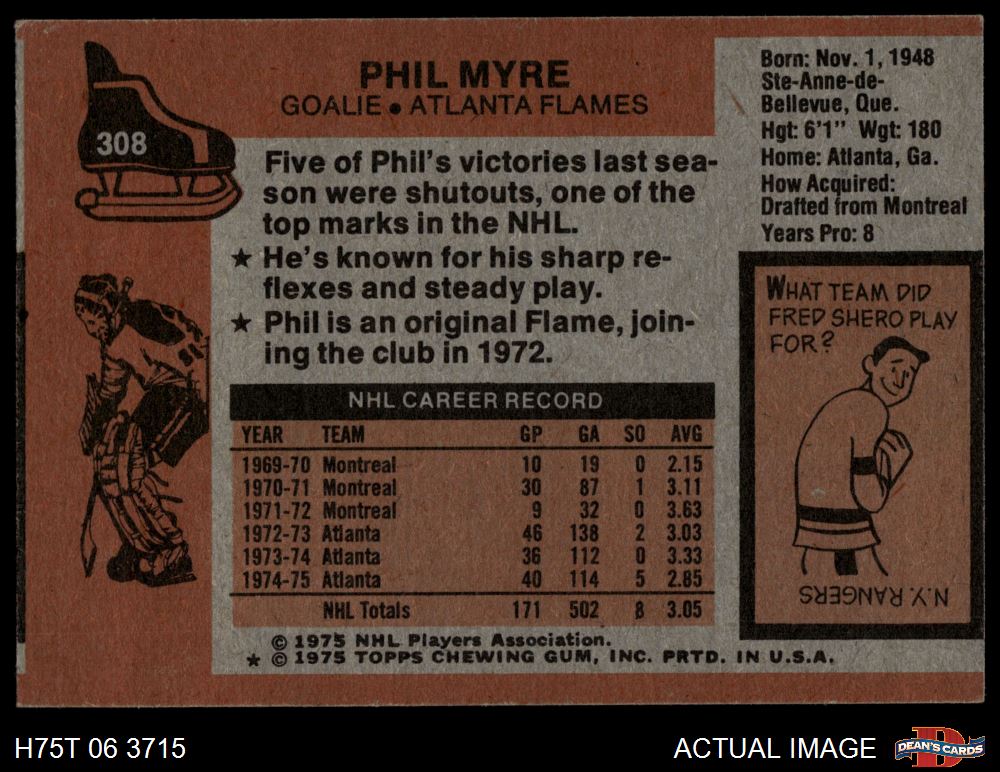 308
PHIL MYRE
GOALIE • ATLANTA FLAMES
Five of Phil's victories last sea-
son were shutouts, one of the
top marks in the NHL.
★ He's known for his sharp re-
flexes and steady play.
★ Phil is an original Flame, join-
ing the club in 1972.
NHL CAREER RECORD
YEAR TEAM GP GA SO AVG
1969-70 Montreal 10 19 0 2.15
1970-71 Montreal 30 87 1 3.11
1971-72 Montreal 9 32 0 3.63
1972-73 Atlanta 46 138 2 3.03
1973-74 Atlanta 36 112 0 3.33
1974-75 Atlanta 40 114 5 2.85
NHL Totals 171 502 8 3.05
© 1975 NHL Players Association.
★ © 1975 TOPPS CHEWING GUM, INC. PRTD. IN U.S.A.
Born: Nov. 1, 1948
Ste-Anne-de-
Bellevue, Que.
Hgt: 6'1" Wgt: 180
Home: Atlanta, Ga.
How Acquired:
Drafted from Montreal
Years Pro: 8
WHAT TEAM DID
FRED SHERO PLAY
FOR?
N.Y. RANGERS
H75T 06 3715
ACTUAL IMAGE
DEAN'S CARDS